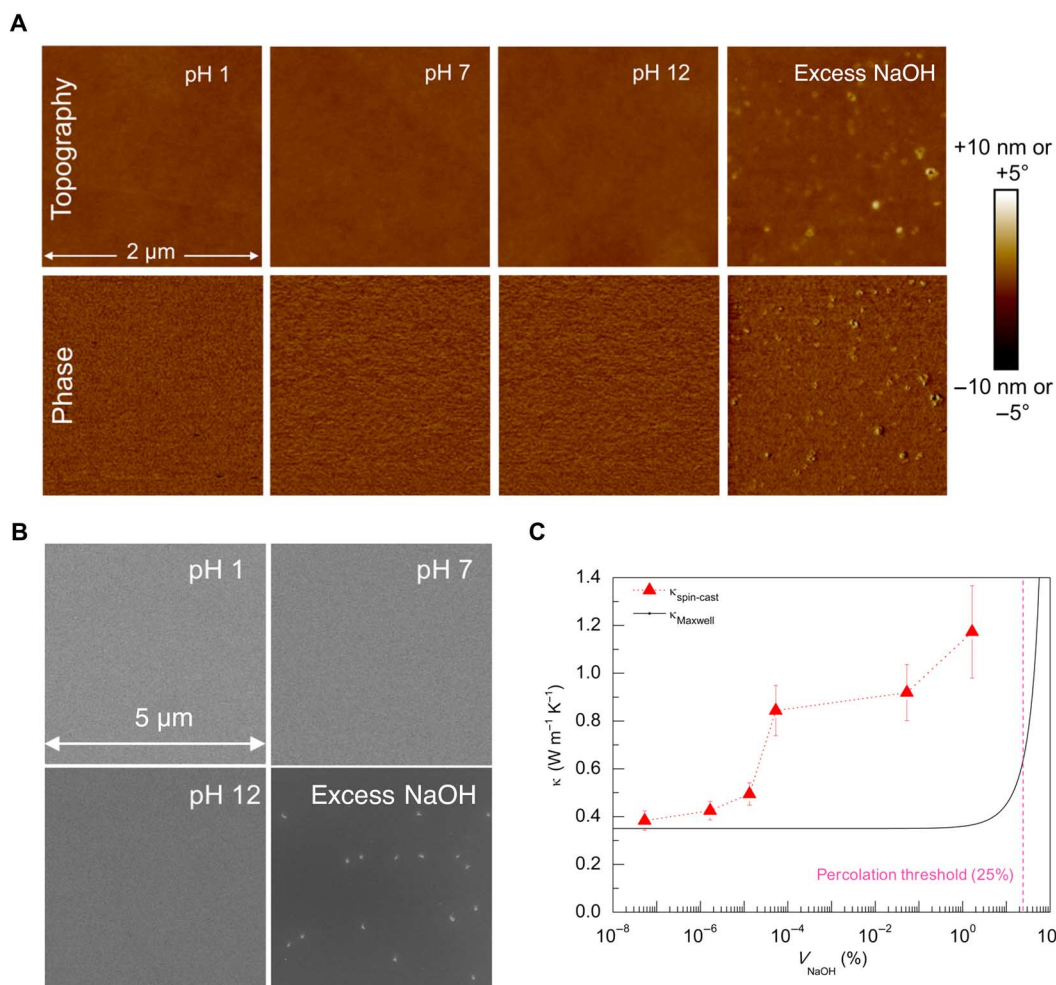 A
Topography
pH 1
pH 7
pH 12
Excess NaOH
2 μm
Phase
+10 nm or
+5°
−10 nm or
−5°
B
pH 1
pH 7
5 μm
pH 12
Excess NaOH
C
κ (W m⁻¹ K⁻¹)
1.4
1.2
1.0
0.8
0.6
0.4
0.2
0.0
κspin-cast
κMaxwell
Percolation threshold (25%)
10⁻⁸ 10⁻⁶ 10⁻⁴ 10⁻² 10⁰
VNaOH (%)